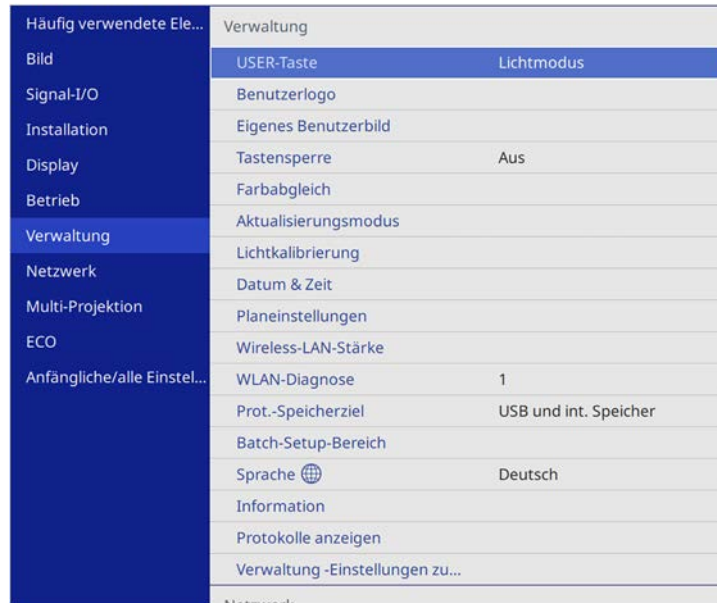 Häufig verwendete Ele...
Bild
Signal-I/O
Installation
Display
Betrieb
Verwaltung
Netzwerk
Multi-Projektion
ECO
Anfängliche/alle Einstel...
Verwaltung
USER-Taste Lichtmodus
Benutzerlogo
Eigenes Benutzerbild
Tastensperre Aus
Farbabgleich
Aktualisierungsmodus
Lichtkalibrierung
Datum & Zeit
Planeinstellungen
Wireless-LAN-Stärke
WLAN-Diagnose 1
Prot.-Speicherziel USB und int. Speicher
Batch-Setup-Bereich
Sprache Deutsch
Information
Protokolle anzeigen
Verwaltung -Einstellungen zu...